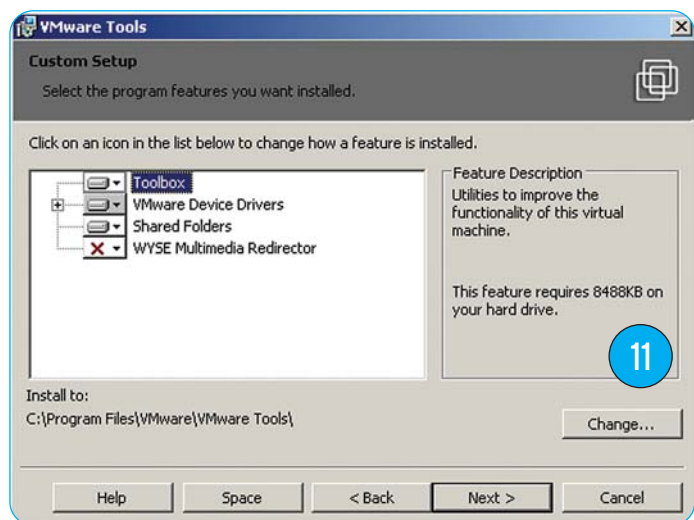 VMware Tools
Custom Setup
Select the program features you want installed.
Click on an icon in the list below to change how a feature is installed.
Toolbox
VMware Device Drivers
Shared Folders
WYSE Multimedia Redirector
Feature Description
Utilities to improve the
functionality of this virtual
machine.
This feature requires 8488KB on
your hard drive.
11
Install to:
C:\Program Files\VMware\VMware Tools\
Change...
Help
Space
< Back
Next >
Cancel